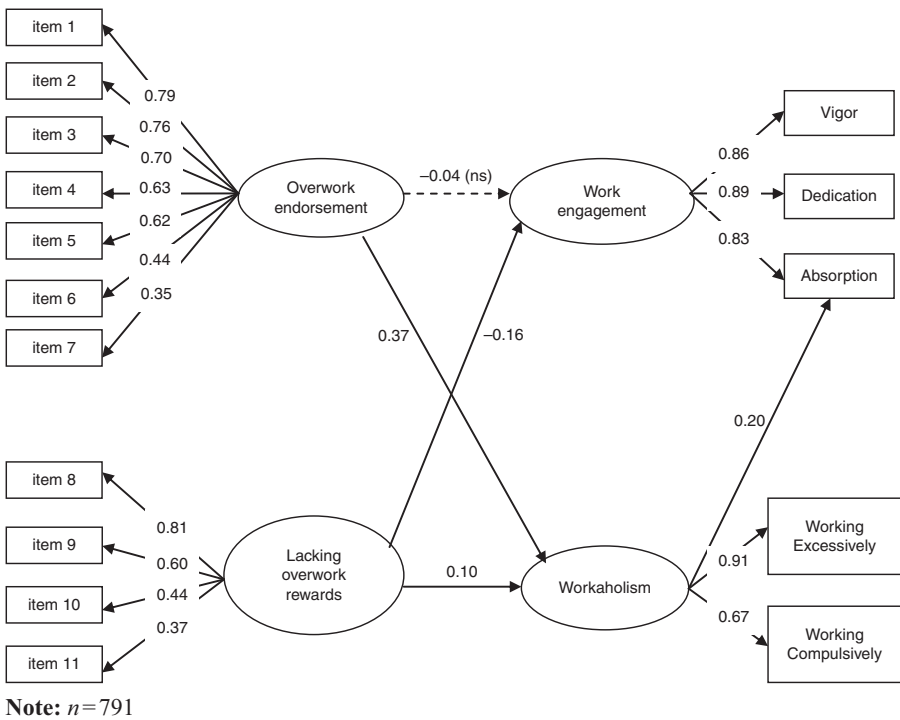 item 1
item 2
item 3
item 4
item 5
item 6
item 7
0.79
0.76
0.70
0.63
0.62
0.44
0.35
Overwork
endorsement
–0.04 (ns)
Work
engagement
0.86
0.89
0.83
Vigor
Dedication
Absorption
0.37
–0.16
0.20
item 8
item 9
item 10
item 11
0.81
0.60
0.44
0.37
Lacking
overwork
rewards
0.10
Workaholism
0.91
0.67
Working
Excessively
Working
Compulsively
Note: n=791